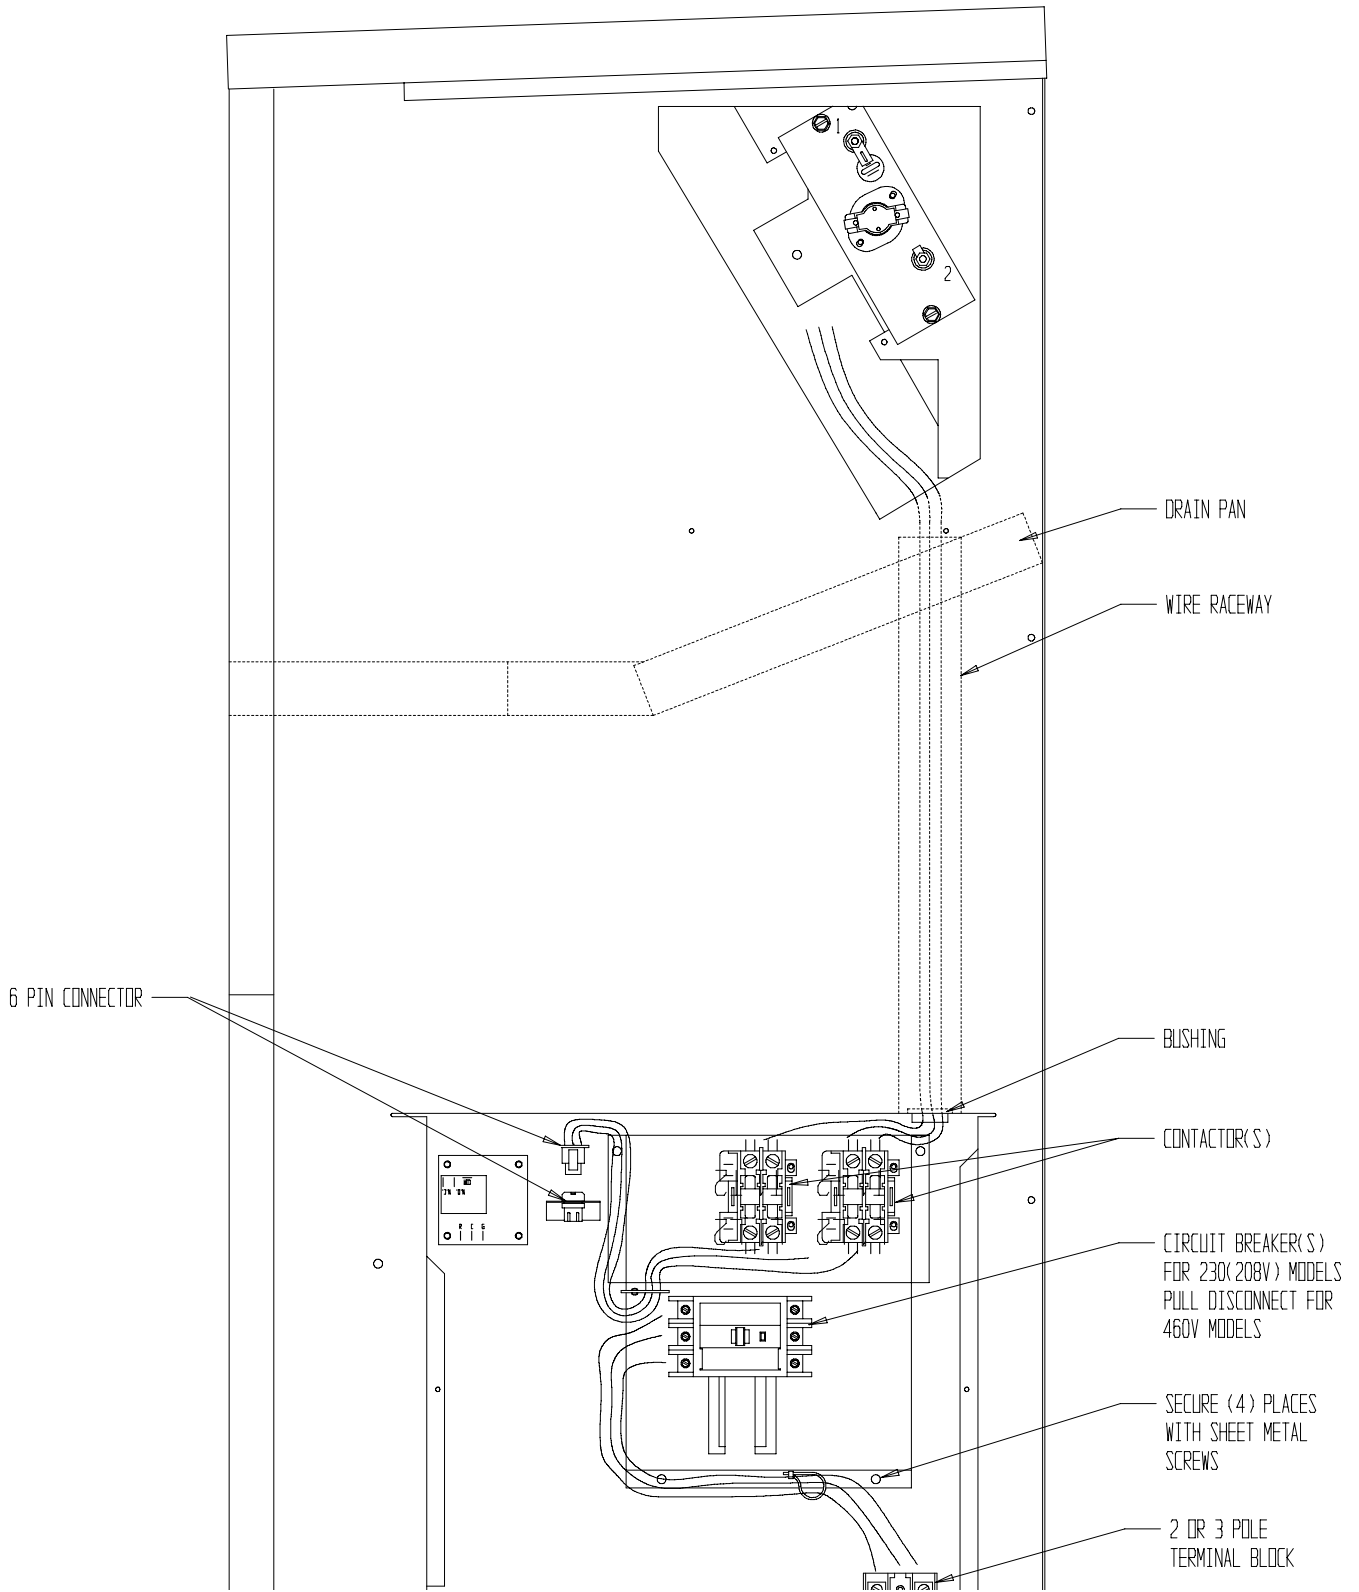 1
2
DRAIN PAN
WIRE RACEWAY
6 PIN CONNECTOR
BUSHING
CONTACTOR(S)
R C G
CIRCUIT BREAKER(S)
FOR 230(208V) MODELS
PULL DISCONNECT FOR
460V MODELS
SECURE (4) PLACES
WITH SHEET METAL
SCREWS
2 OR 3 POLE
TERMINAL BLOCK